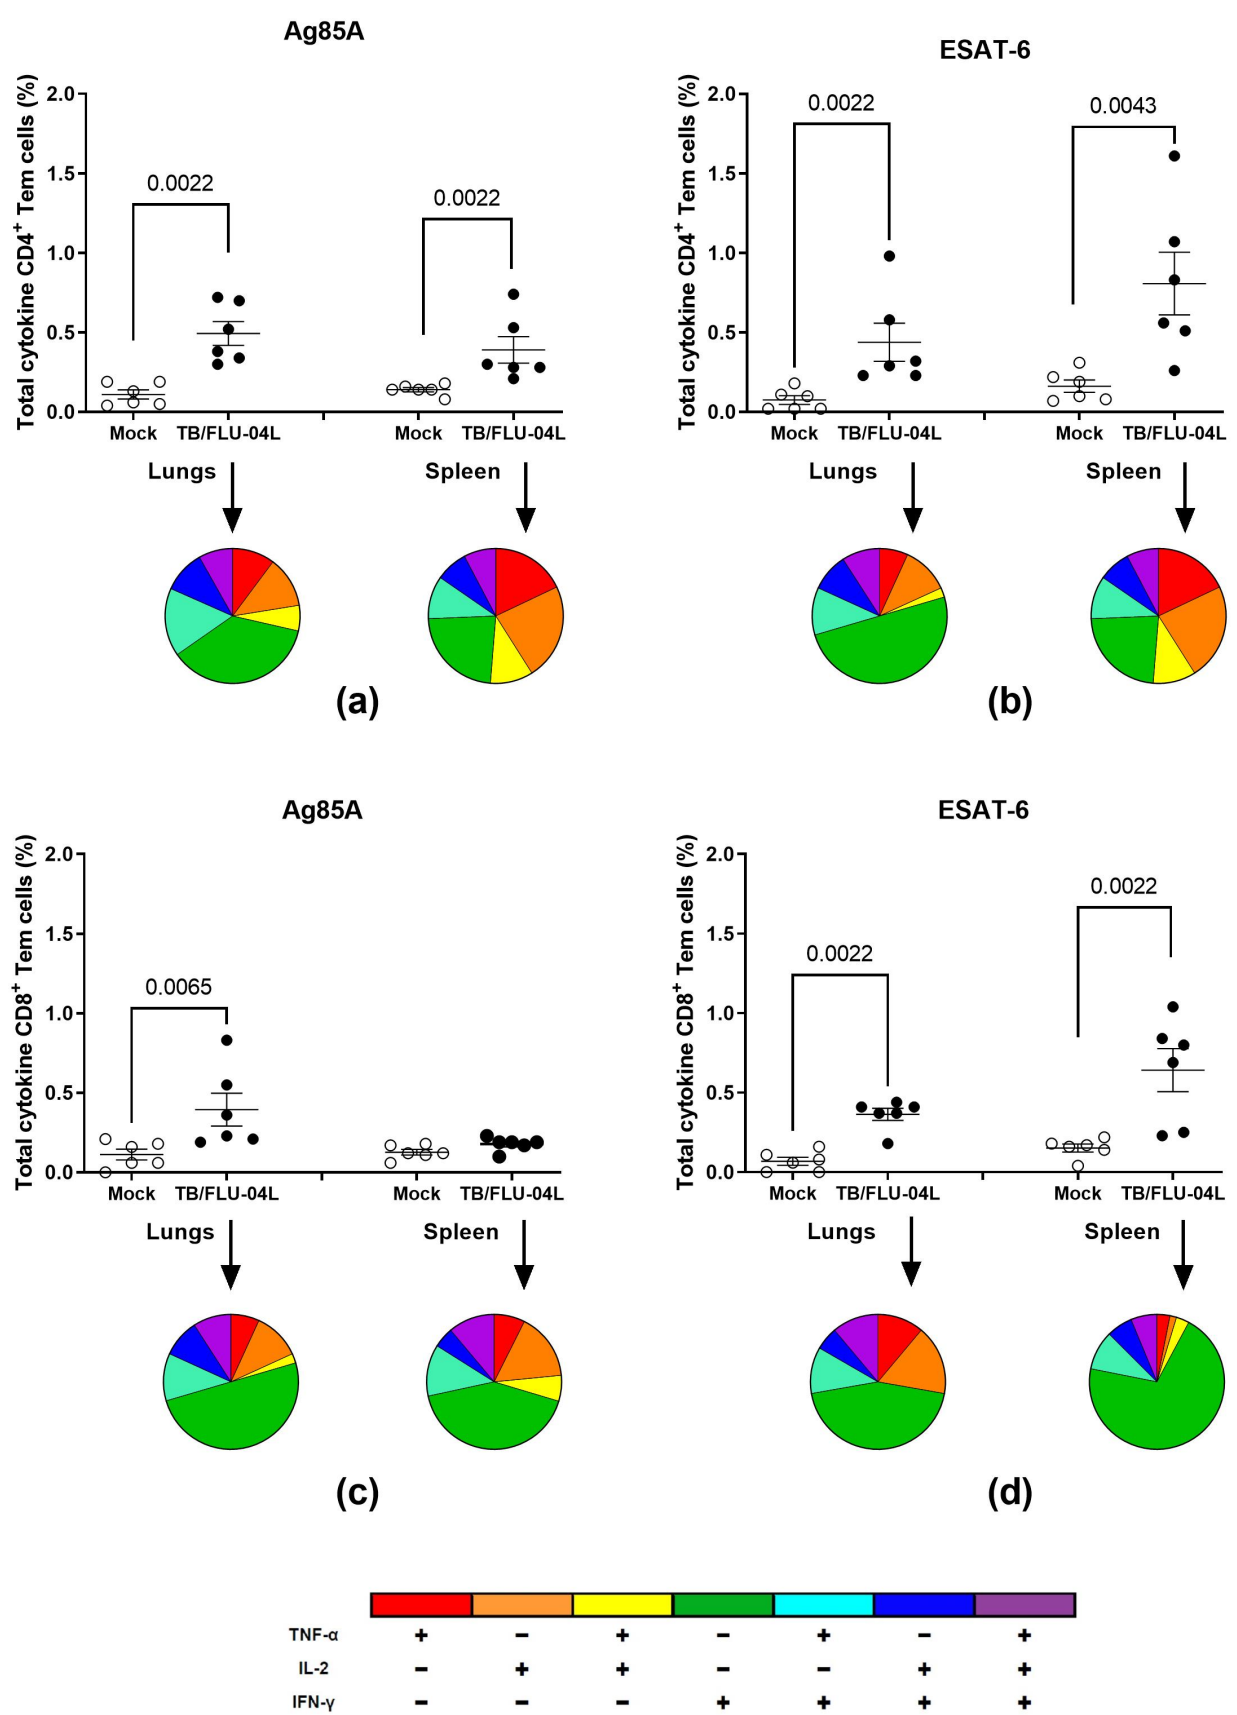 Ag85A
Total cytokine CD4+ Tem cells (%)
2.0
1.5
1.0
0.5
0.0
0.0022
0.0022
Mock TB/FLU-04L Mock TB/FLU-04L
Lungs Spleen
(a)
ESAT-6
Total cytokine CD4+ Tem cells (%)
2.0
1.5
1.0
0.5
0.0
0.0022
0.0043
Mock TB/FLU-04L Mock TB/FLU-04L
Lungs Spleen
(b)
Ag85A
Total cytokine CD8+ Tem cells (%)
2.0
1.5
1.0
0.5
0.0
0.0065
Mock TB/FLU-04L Mock TB/FLU-04L
Lungs Spleen
(c)
ESAT-6
Total cytokine CD8+ Tem cells (%)
2.0
1.5
1.0
0.5
0.0
0.0022
0.0022
Mock TB/FLU-04L Mock TB/FLU-04L
Lungs Spleen
(d)
TNF-α + − + − + − +
IL-2 − + + − − + +
IFN-γ − − − + + + +